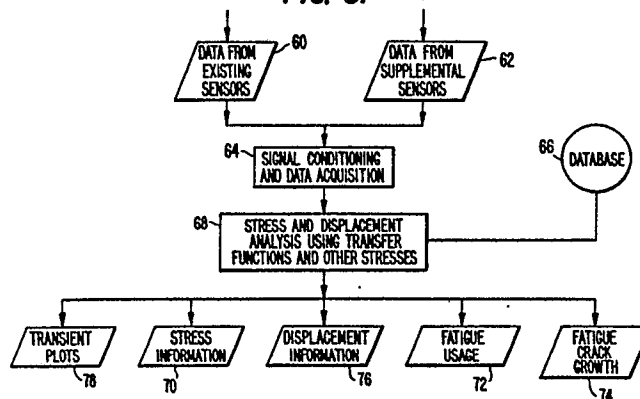 60
DATA FROM
EXISTING
SENSORS
62
DATA FROM
SUPPLEMENTAL
SENSORS
64
SIGNAL CONDITIONING
AND DATA ACQUISITION
66
DATABASE
68
STRESS AND DISPLACEMENT
ANALYSIS USING TRANSFER
FUNCTIONS AND OTHER STRESSES
TRANSIENT
PLOTS
78
STRESS
INFORMATION
70
DISPLACEMENT
INFORMATION
76
FATIGUE
USAGE
72
FATIGUE
CRACK
GROWTH
74